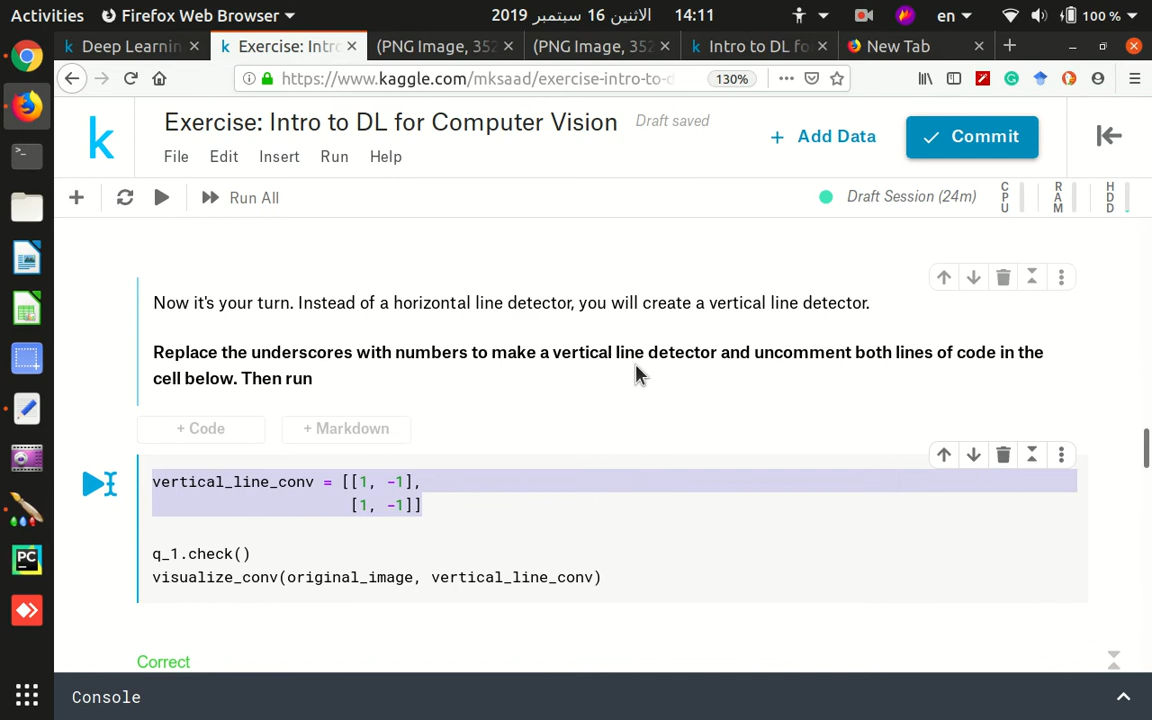 Activities Firefox Web Browser الاثنين 16 سبتمبر 2019 14:11 en 100 %
Deep Learnin Exercise: Intro (PNG Image, 352 (PNG Image, 352 Intro to DL fo New Tab
https://www.kaggle.com/mksaad/exercise-intro-to-d 130%
k Exercise: Intro to DL for Computer Vision Draft saved
+ Add Data Commit
File Edit Insert Run Help
Run All Draft Session (24m) CPU RAM HDD
Now it's your turn. Instead of a horizontal line detector, you will create a vertical line detector.
Replace the underscores with numbers to make a vertical line detector and uncomment both lines of code in the
cell below. Then run
+ Code + Markdown
vertical_line_conv = [[1, -1],
[1, -1]]
q_1.check()
visualize_conv(original_image, vertical_line_conv)
Correct
Console
PC